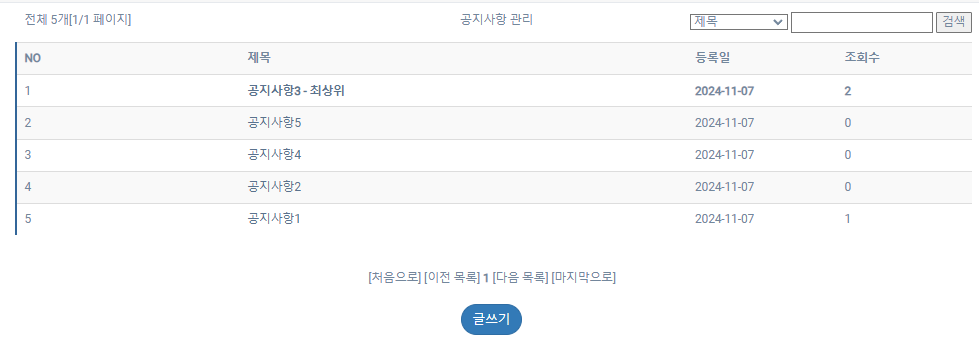 전체 5개[1/1 페이지] 공지사항 관리 제목 검색
NO 제목 등록일 조회수
1 공지사항3 - 최상위 2024-11-07 2
2 공지사항5 2024-11-07 0
3 공지사항4 2024-11-07 0
4 공지사항2 2024-11-07 0
5 공지사항1 2024-11-07 1
[처음으로] [이전 목록] 1 [다음 목록] [마지막으로]
글쓰기